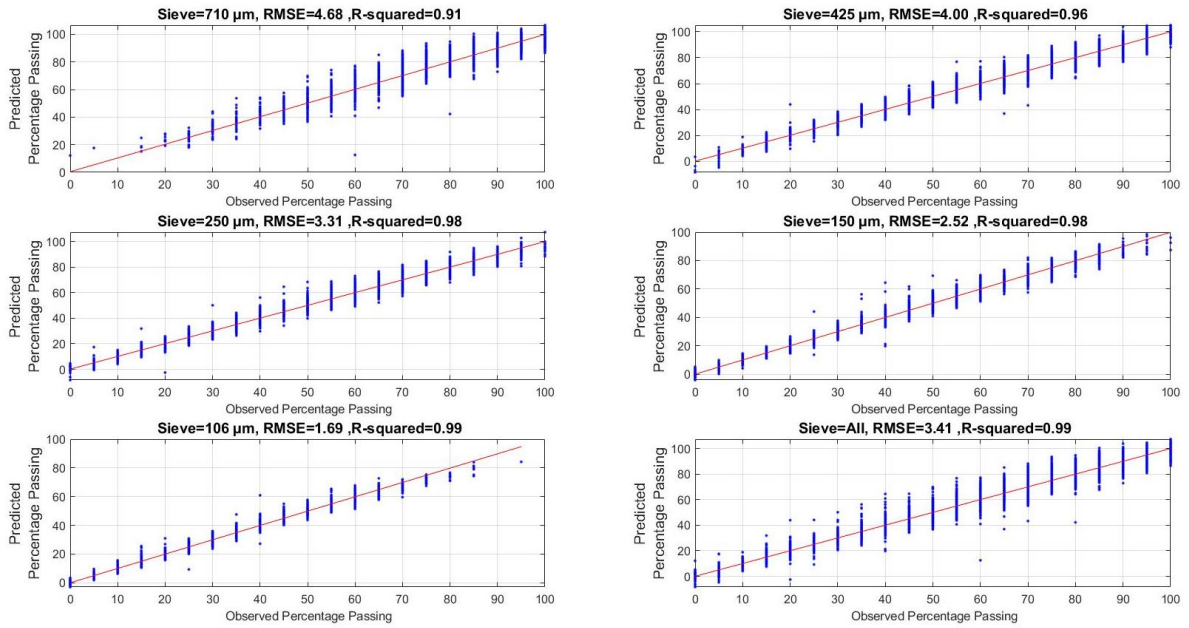 Sieve=710 µm, RMSE=4.68 ,R-squared=0.91
Predicted
Percentage Passing
100
80
60
40
20
0
0 10 20 30 40 50 60 70 80 90 100
Observed Percentage Passing
Sieve=425 µm, RMSE=4.00 ,R-squared=0.96
Predicted
Percentage Passing
100
80
60
40
20
0
0 10 20 30 40 50 60 70 80 90 100
Observed Percentage Passing
Sieve=250 µm, RMSE=3.31 ,R-squared=0.98
Predicted
Percentage Passing
100
80
60
40
20
0
0 10 20 30 40 50 60 70 80 90 100
Observed Percentage Passing
Sieve=150 µm, RMSE=2.52 ,R-squared=0.98
Predicted
Percentage Passing
100
80
60
40
20
0
0 10 20 30 40 50 60 70 80 90 100
Observed Percentage Passing
Sieve=106 µm, RMSE=1.69 ,R-squared=0.99
Predicted
Percentage Passing
100
80
60
40
20
0
0 10 20 30 40 50 60 70 80 90 100
Observed Percentage Passing
Sieve=All, RMSE=3.41 ,R-squared=0.99
Predicted
Percentage Passing
100
80
60
40
20
0
0 10 20 30 40 50 60 70 80 90 100
Observed Percentage Passing